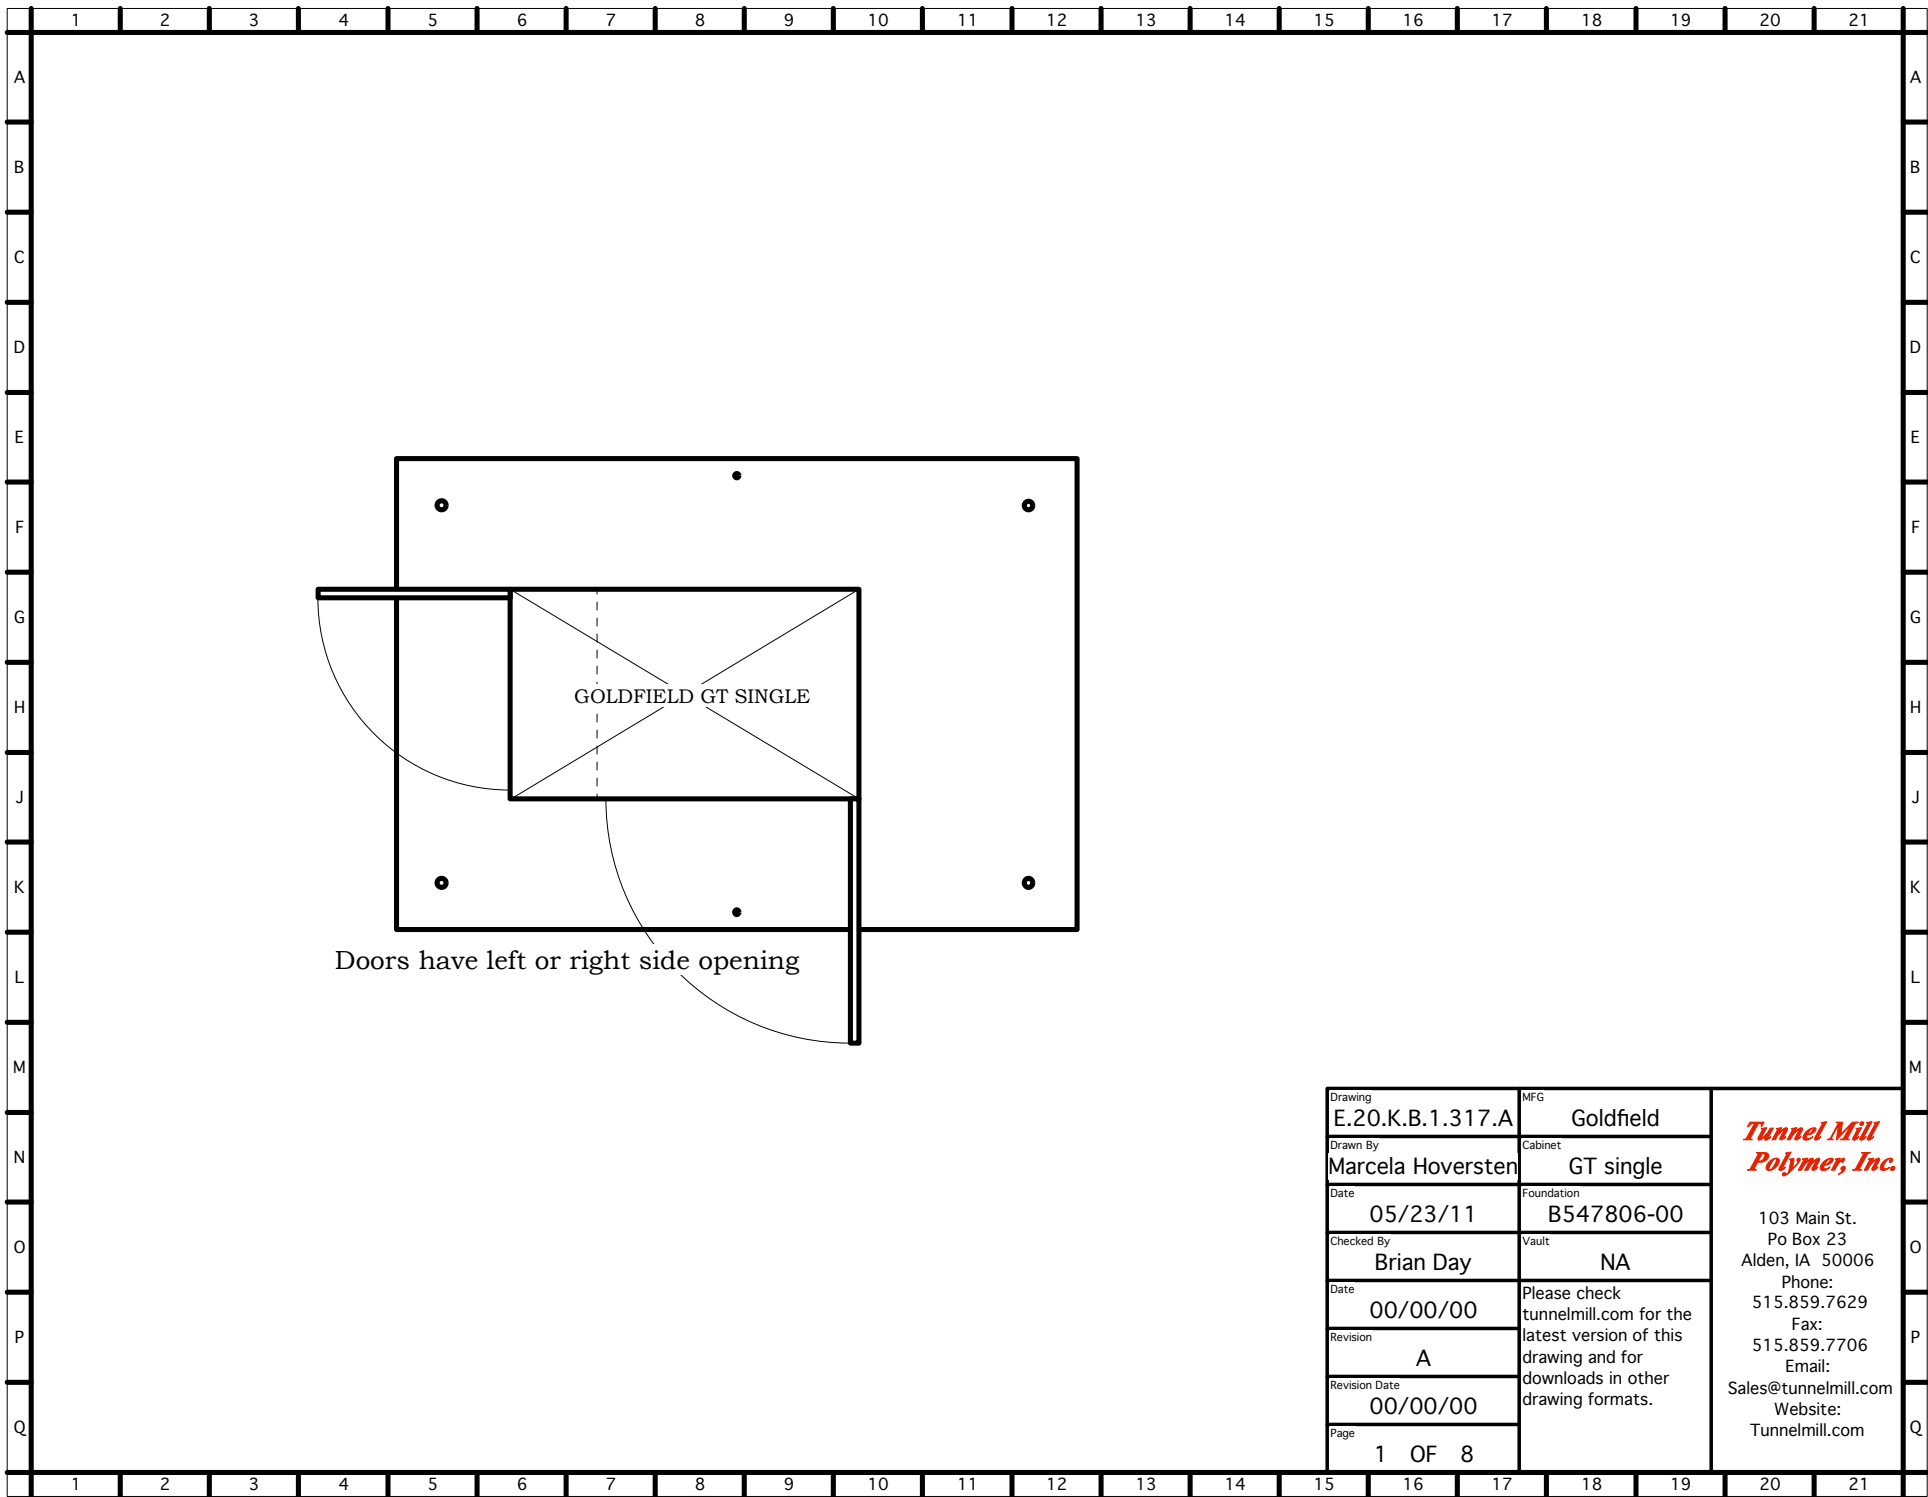 1 2 3 4 5 6 7 8 9 10 11 12 13 14 15 16 17 18 19 20 21
A A
B B
C C
D D
E E
F F
G G
H H
J J
K K
L L
M M
N N
O O
P P
Q Q
GOLDFIELD GT SINGLE
Doors have left or right side opening
Drawing
E.20.K.B.1.317.A
Drawn By
Marcela Hoversten
Date
05/23/11
Checked By
Brian Day
Date
00/00/00
Revision
A
Revision Date
00/00/00
Page
1 OF 8
MFG
Goldfield
Cabinet
GT single
Foundation
B547806-00
Vault
NA
Please check
tunnelmill.com for the
latest version of this
drawing and for
downloads in other
drawing formats.
Tunnel Mill
Polymer, Inc.
103 Main St.
Po Box 23
Alden, IA 50006
Phone:
515.859.7629
Fax:
515.859.7706
Email:
Sales@tunnelmill.com
Website:
Tunnelmill.com
1 2 3 4 5 6 7 8 9 10 11 12 13 14 15 16 17 18 19 20 21